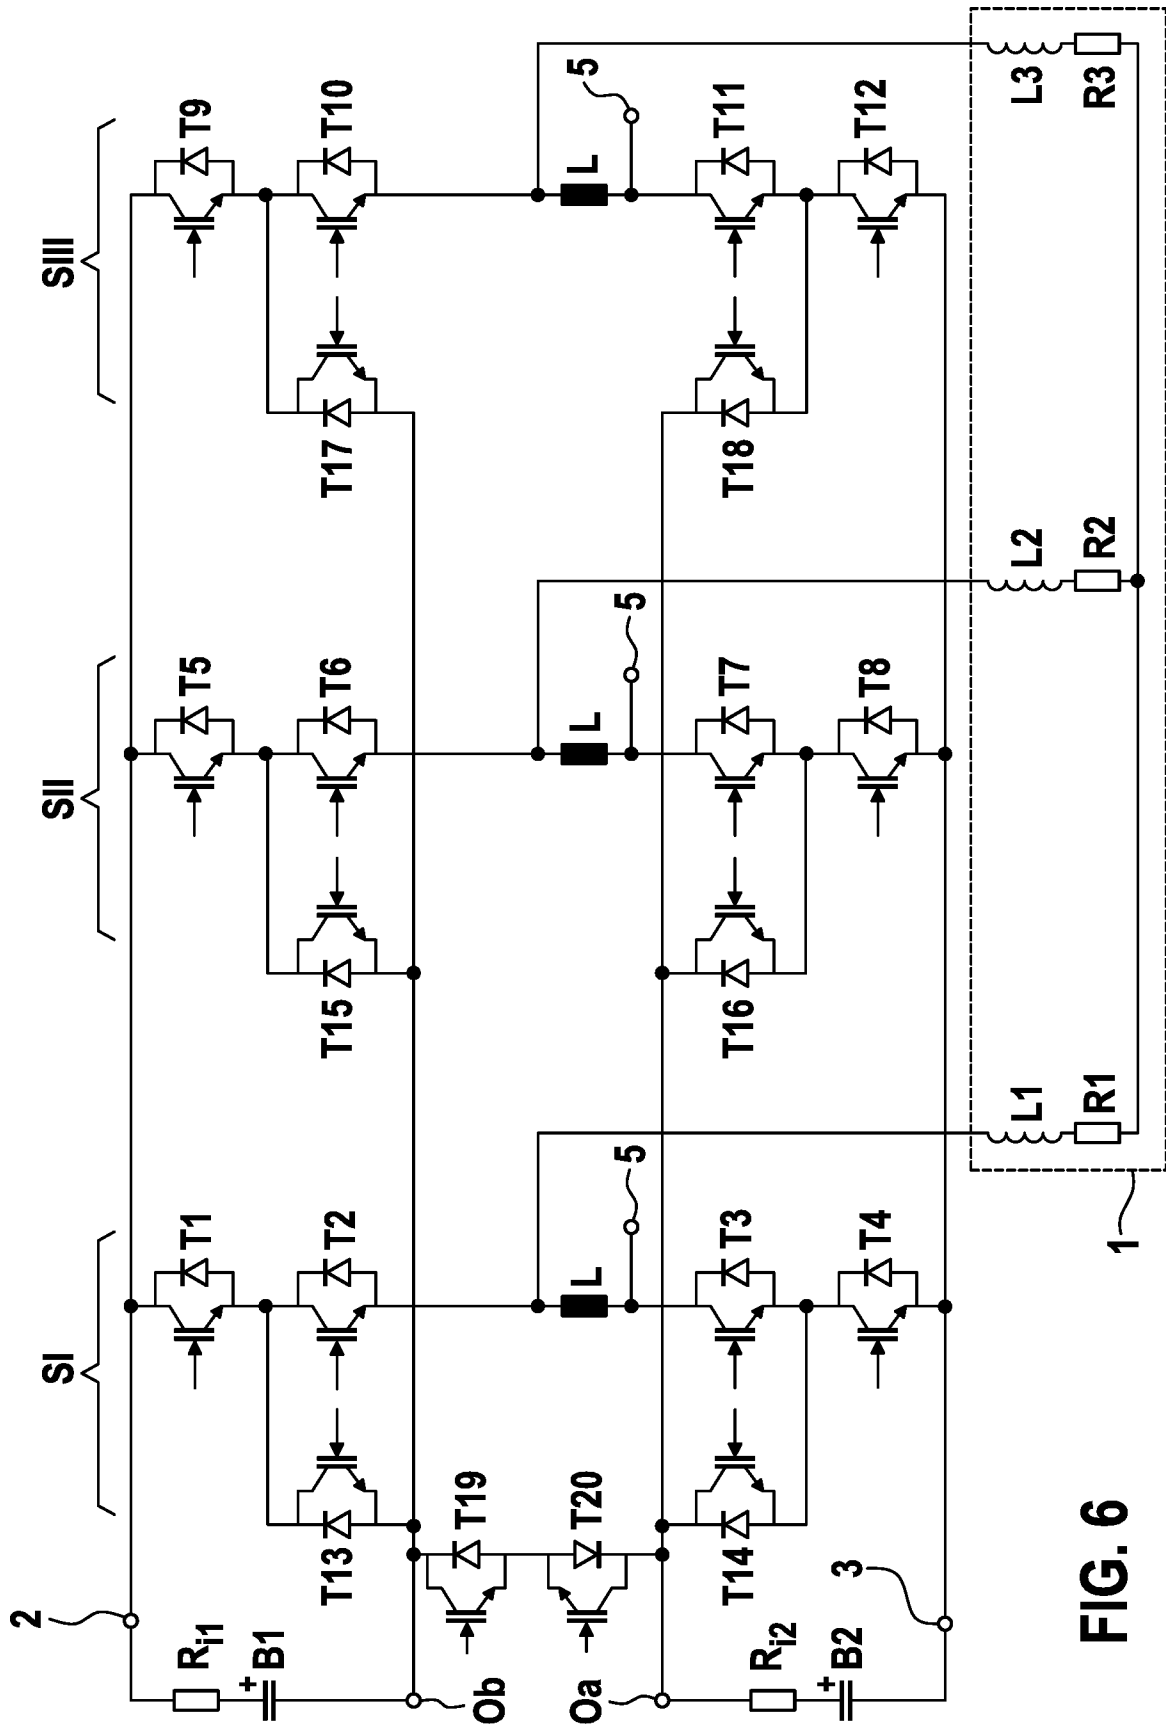 SI
SII
SIII
2
T1
T5
T9
Ri1
+
B1
T13
T2
T15
T6
T17
T10
Ob
T19
5
5
5
L
L
L
Oa
T20
T14
T3
T16
T7
T18
T11
Ri2
+
B2
3
T4
T8
T12
L1
L2
L3
R1
R2
R3
1
FIG. 6